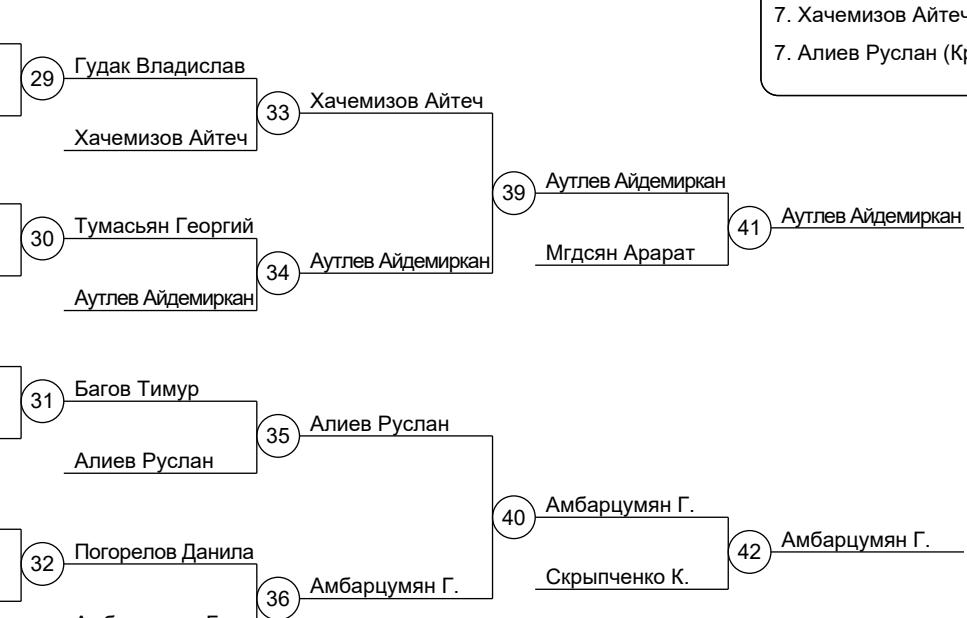 7. Хачемизов Айтеч
7. Алиев Руслан (Кр
29 Гудак Владислав
33 Хачемизов Айтеч
Хачемизов Айтеч
39 Аутлев Айдемиркан
41 Аутлев Айдемиркан
30 Тумасьян Георгий
Мгдсян Арарат
34 Аутлев Айдемиркан
Аутлев Айдемиркан
31 Багов Тимур
35 Алиев Руслан
Алиев Руслан
40 Амбарцумян Г.
42 Амбарцумян Г.
32 Погорелов Данила
Скрыпченко К.
36 Амбарцумян Г.